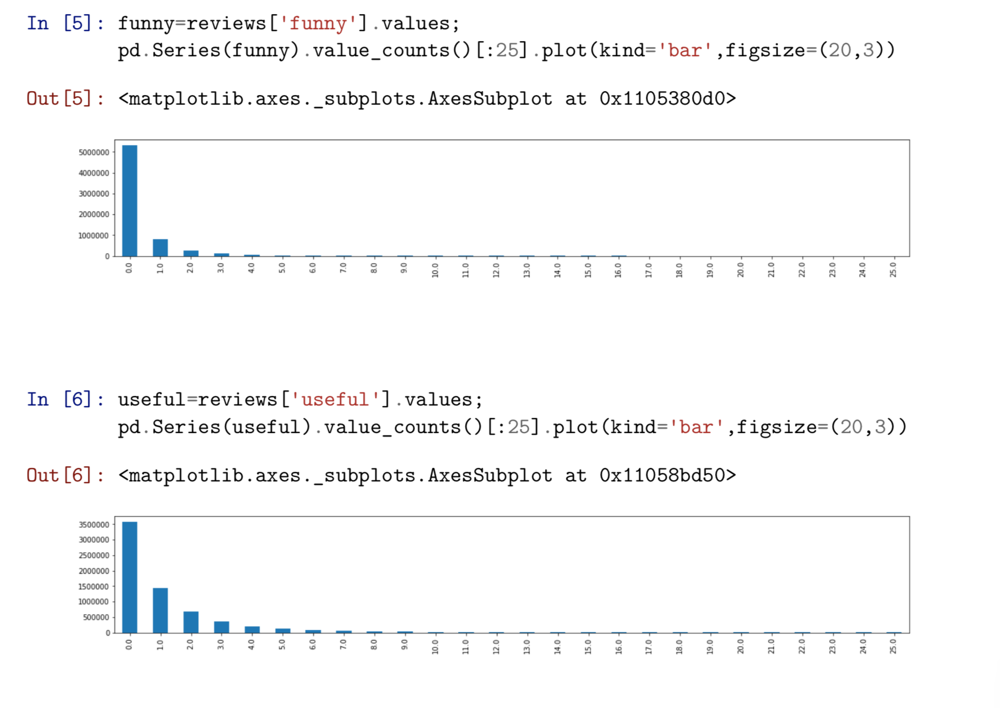 In [5]: funny=reviews['funny'].values;
pd.Series(funny).value_counts()[:25].plot(kind='bar',figsize=(20,3))
Out[5]: <matplotlib.axes._subplots.AxesSubplot at 0x1105380d0>
5000000
4000000
3000000
2000000
1000000
0
0.0 1.0 2.0 3.0 4.0 5.0 6.0 7.0 8.0 9.0 10.0 11.0 12.0 13.0 14.0 15.0 16.0 17.0 18.0 19.0 20.0 21.0 22.0 23.0 24.0 25.0
In [6]: useful=reviews['useful'].values;
pd.Series(useful).value_counts()[:25].plot(kind='bar',figsize=(20,3))
Out[6]: <matplotlib.axes._subplots.AxesSubplot at 0x11058bd50>
3500000
3000000
2500000
2000000
1500000
1000000
500000
0
0.0 1.0 2.0 3.0 4.0 5.0 6.0 7.0 8.0 9.0 10.0 11.0 12.0 13.0 14.0 15.0 16.0 17.0 18.0 19.0 20.0 21.0 22.0 23.0 24.0 25.0